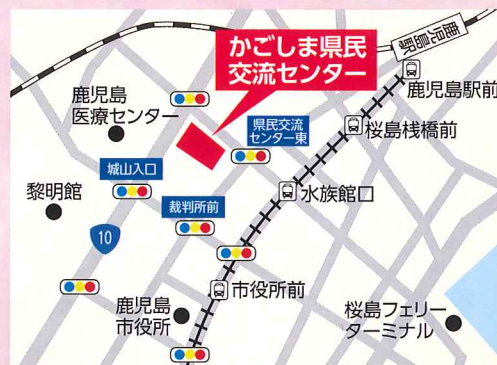 かごしま県民
交流センター
鹿児島駅
鹿児島駅前
鹿児島
医療センター
県民交流
センター東
桜島桟橋前
城山入口
黎明館
水族館口
裁判所前
10
市役所前
鹿児島
市役所
桜島フェリー
ターミナル